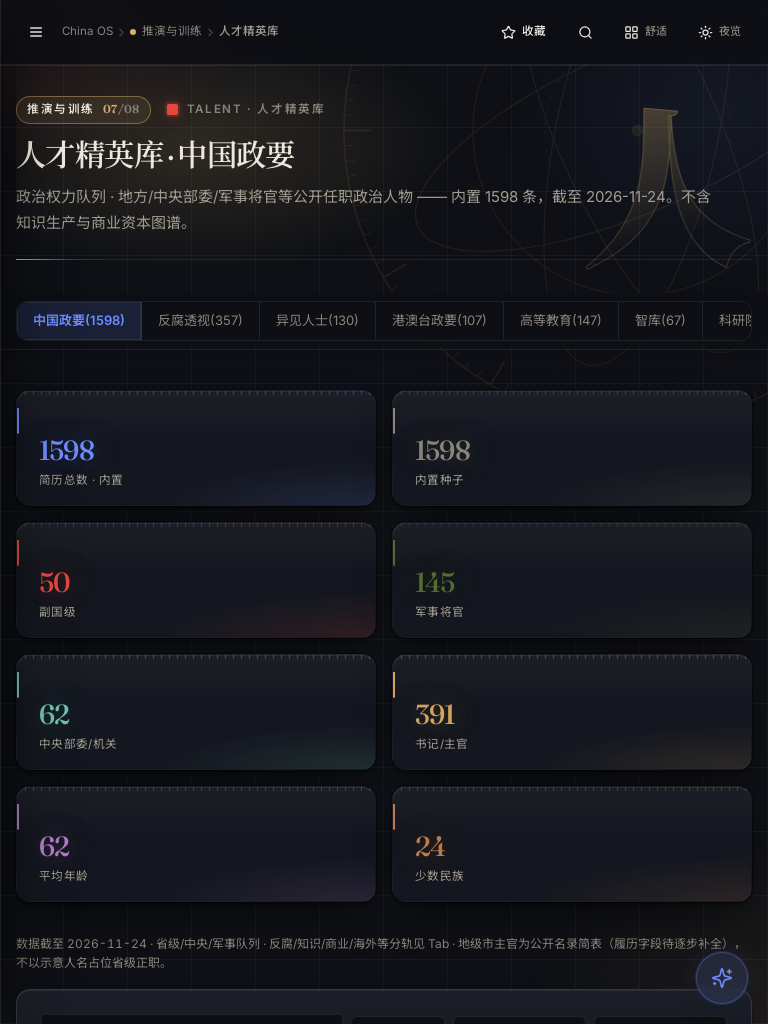 China OS › 推演与训练 › 人才精英库
收藏
舒适
夜览
推演与训练 07/08
TALENT · 人才精英库
人才精英库·中国政要
人
政治权力队列 · 地方/中央部委/军事将官等公开任职政治人物 —— 内置 1598 条，截至 2026-11-24。不含
知识生产与商业资本图谱。
中国政要(1598)
反腐透视(357)
异见人士(130)
港澳台政要(107)
高等教育(147)
智库(67)
科研
1598
简历总数 · 内置
1598
内置种子
50
副国级
145
军事将官
62
中央部委/机关
391
书记/主官
62
平均年龄
24
少数民族
数据截至 2026-11-24 · 省级/中央/军事队列 · 反腐/知识/商业/海外等分轨见 Tab · 地级市主官为公开名录简表（履历字段待逐步补全），
不以示意人名占位省级正职。